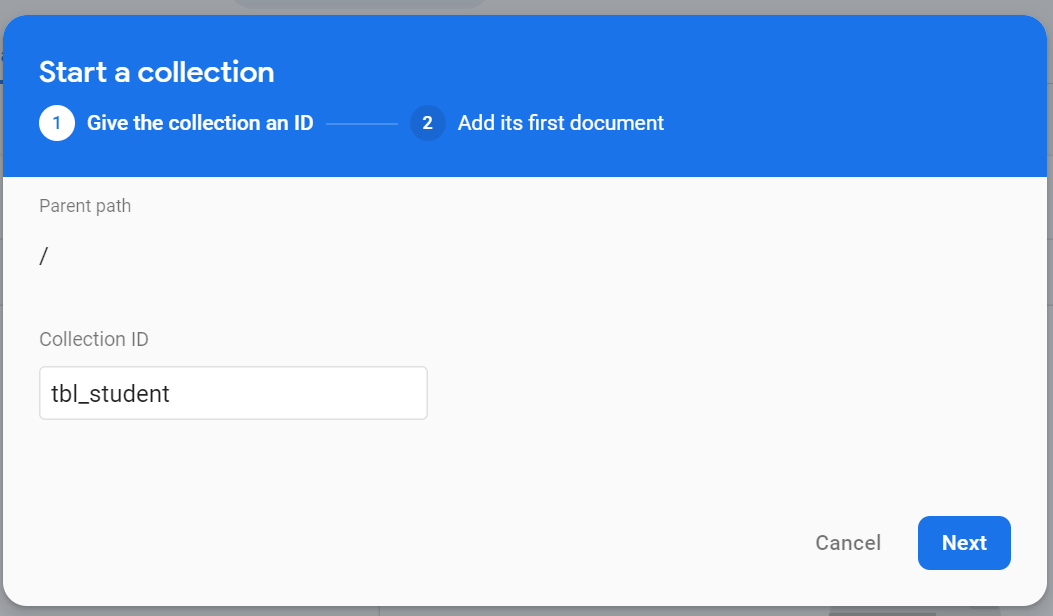 Start a collection
1 Give the collection an ID 2 Add its first document
Parent path
/
Collection ID
tbl_student
Cancel Next